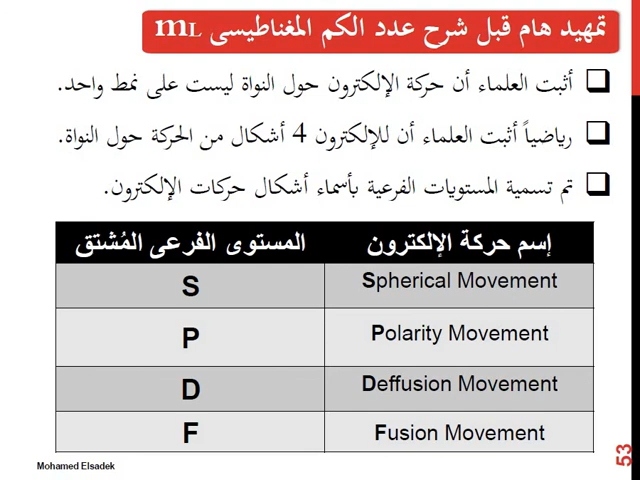 تمهيد هام قبل شرح عدد الكم المغناطيسى mL
أثبت العلماء أن حركة الإلكترون حول النواة ليست على نمط واحد.
رياضياً أثبت العلماء أن للإلكترون 4 أشكال من الحركة حول النواة.
تم تسمية المستويات الفرعية بأسماء أشكال حركات الإلكترون.
إسم حركة الإلكترون المستوى الفرعى المُشتق
Spherical Movement S
Polarity Movement P
Deffusion Movement D
Fusion Movement F
Mohamed Elsadek
53